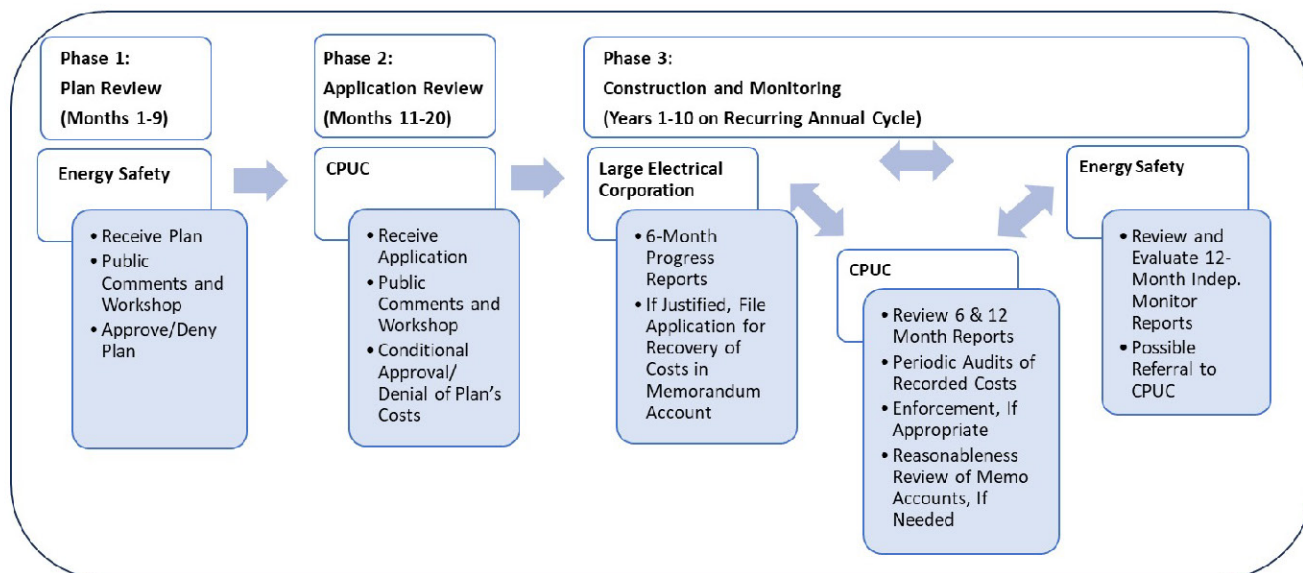 Phase 1:
Plan Review
(Months 1-9)
Phase 2:
Application Review
(Months 11-20)
Phase 3:
Construction and Monitoring
(Years 1-10 on Recurring Annual Cycle)
Energy Safety
• Receive Plan
• Public
Comments and
Workshop
• Approve/Deny
Plan
CPUC
• Receive
Application
• Public
Comments and
Workshop
• Conditional
Approval/
Denial of Plan's
Costs
Large Electrical
Corporation
• 6-Month
Progress
Reports
• If Justified, File
Application for
Recovery of
Costs in
Memorandum
Account
CPUC
• Review 6 & 12
Month Reports
• Periodic Audits of
Recorded Costs
• Enforcement, If
Appropriate
• Reasonableness
Review of Memo
Accounts, If
Needed
Energy Safety
• Review and
Evaluate 12-
Month Indep.
Monitor
Reports
• Possible
Referral to
CPUC